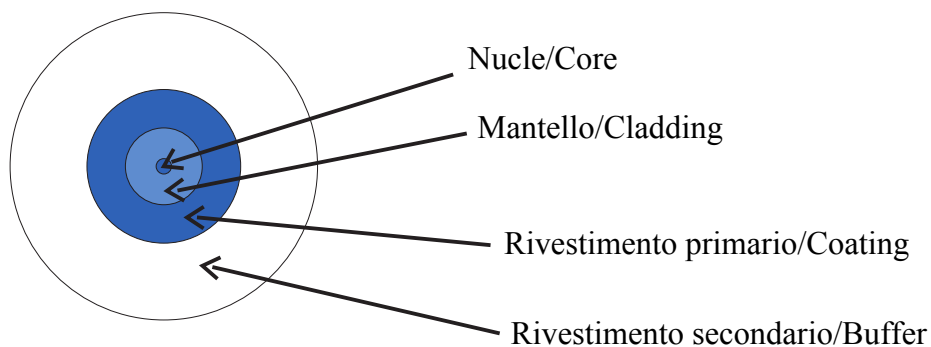 Nucle/Core
Mantello/Cladding
Rivestimento primario/Coating
Rivestimento secondario/Buffer